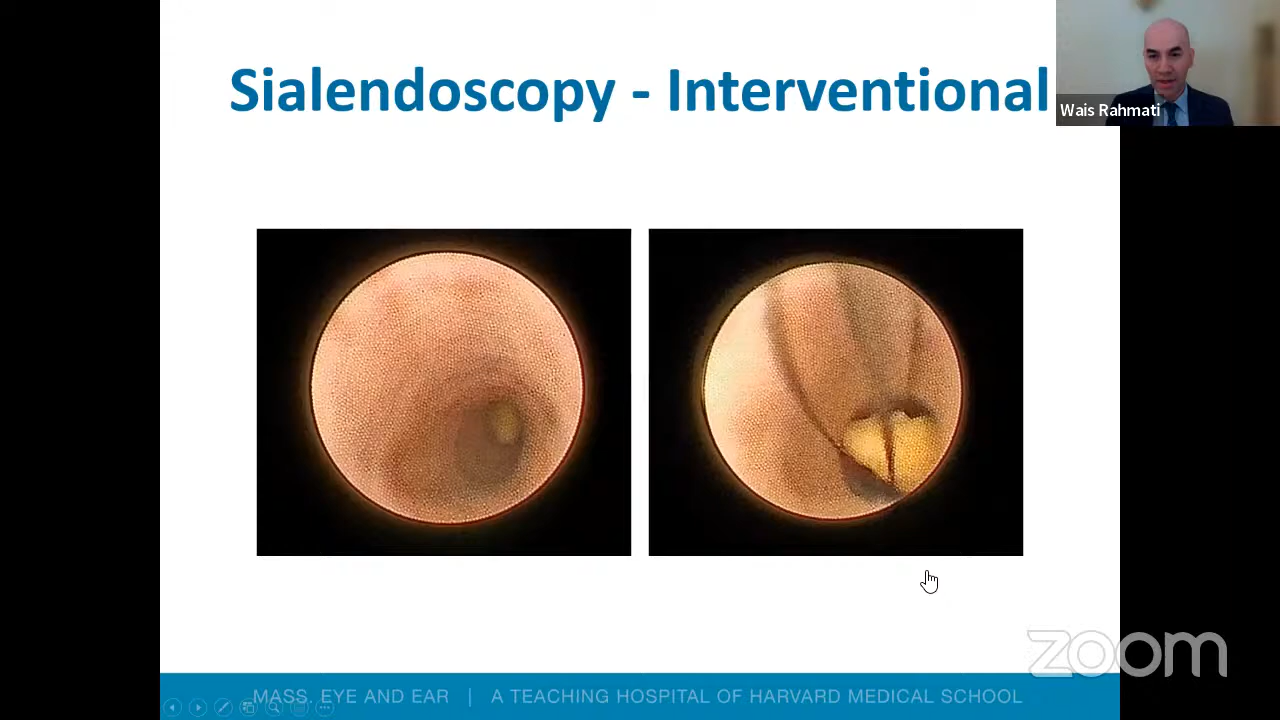 Sialendoscopy - Interventional
Wais Rahmati
zoom
MASS. EYE AND EAR | A TEACHING HOSPITAL OF HARVARD MEDICAL SCHOOL